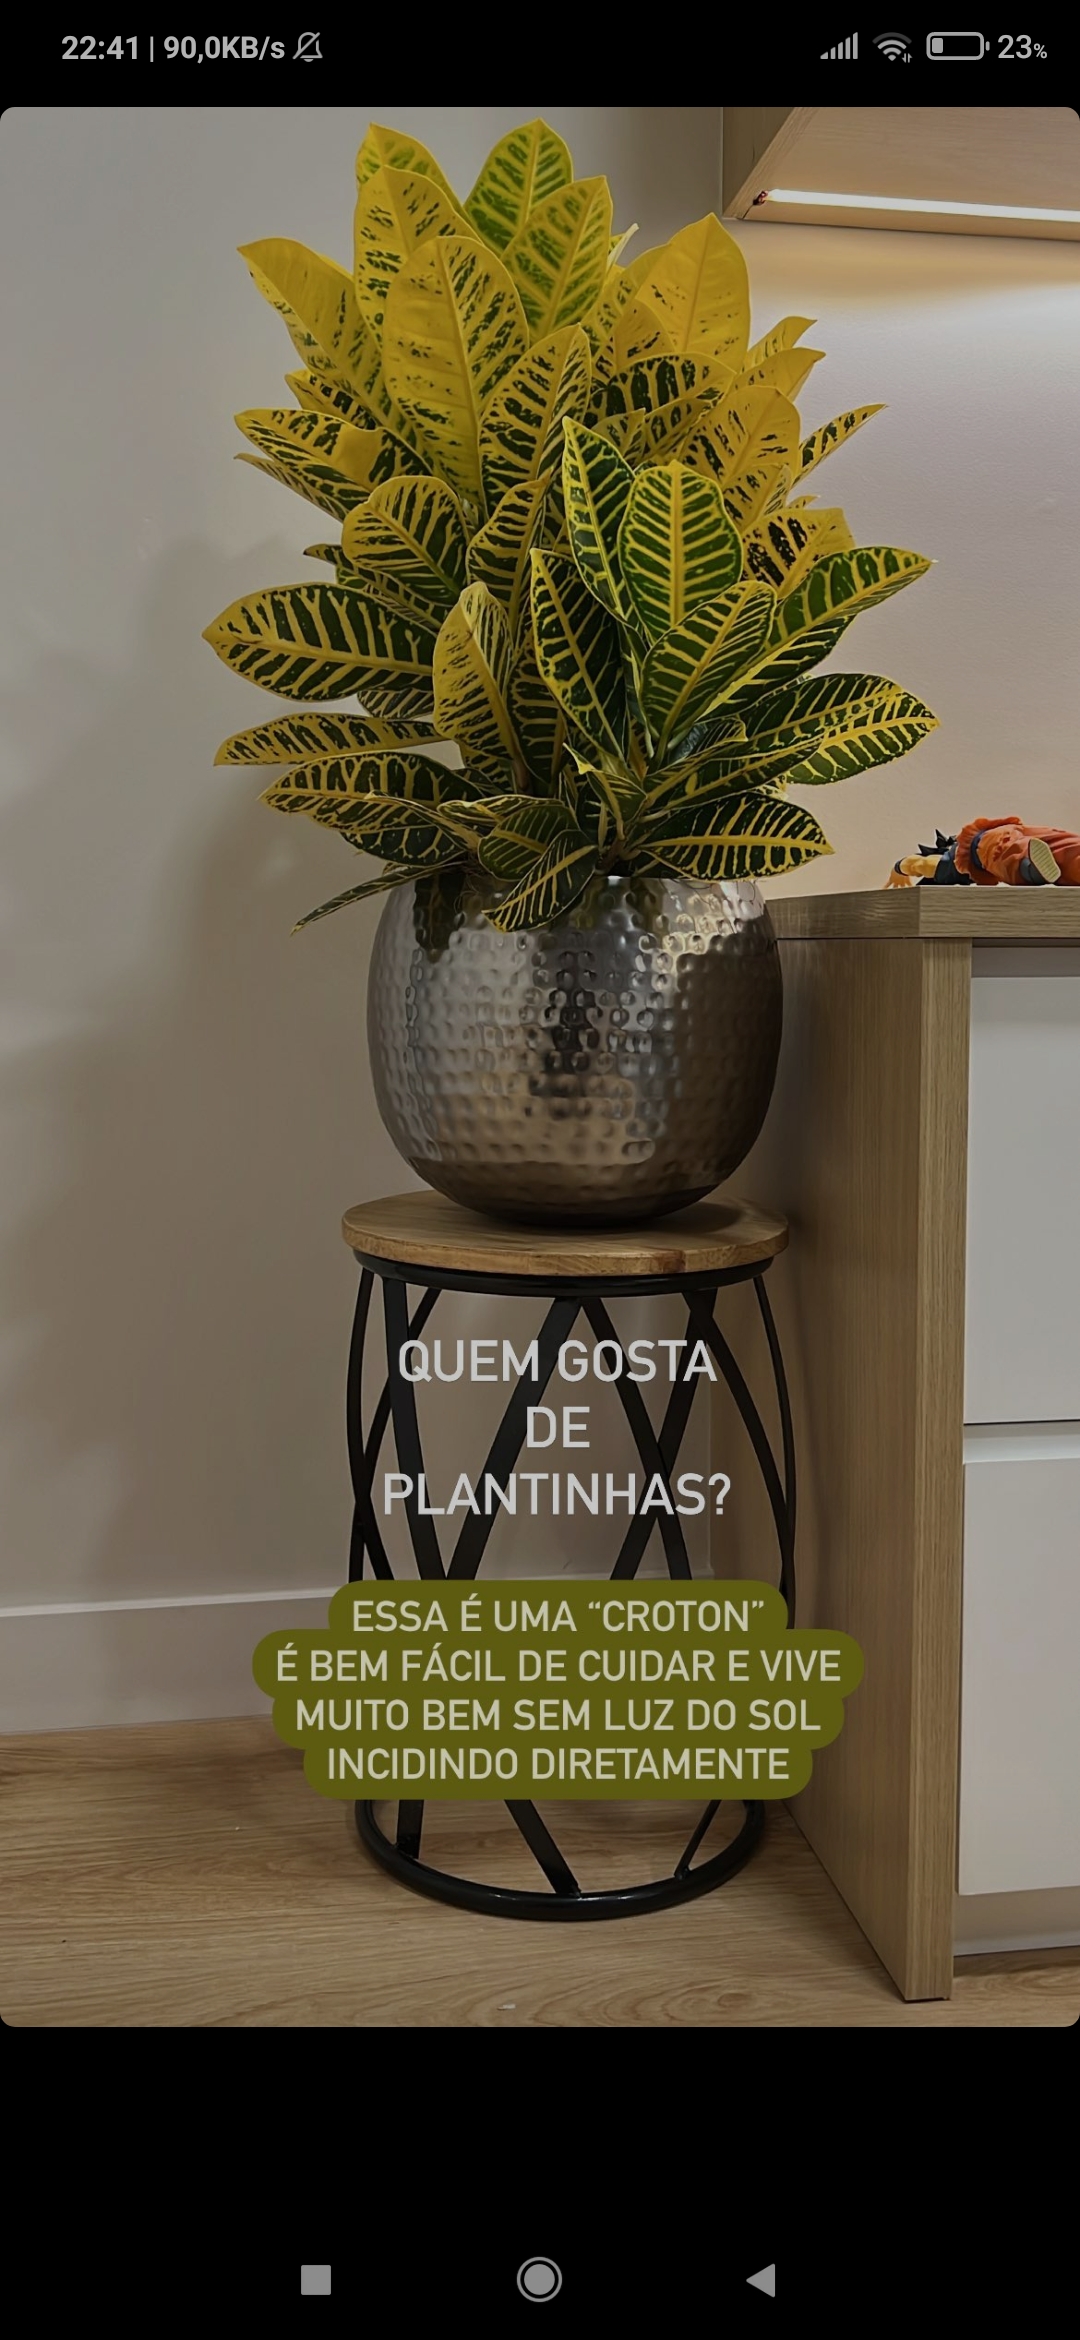 22:41 | 90,0KB/s
23%
QUEM GOSTA
DE
PLANTINHAS?
ESSA É UMA “CROTON”
É BEM FÁCIL DE CUIDAR E VIVE
MUITO BEM SEM LUZ DO SOL
INCIDINDO DIRETAMENTE